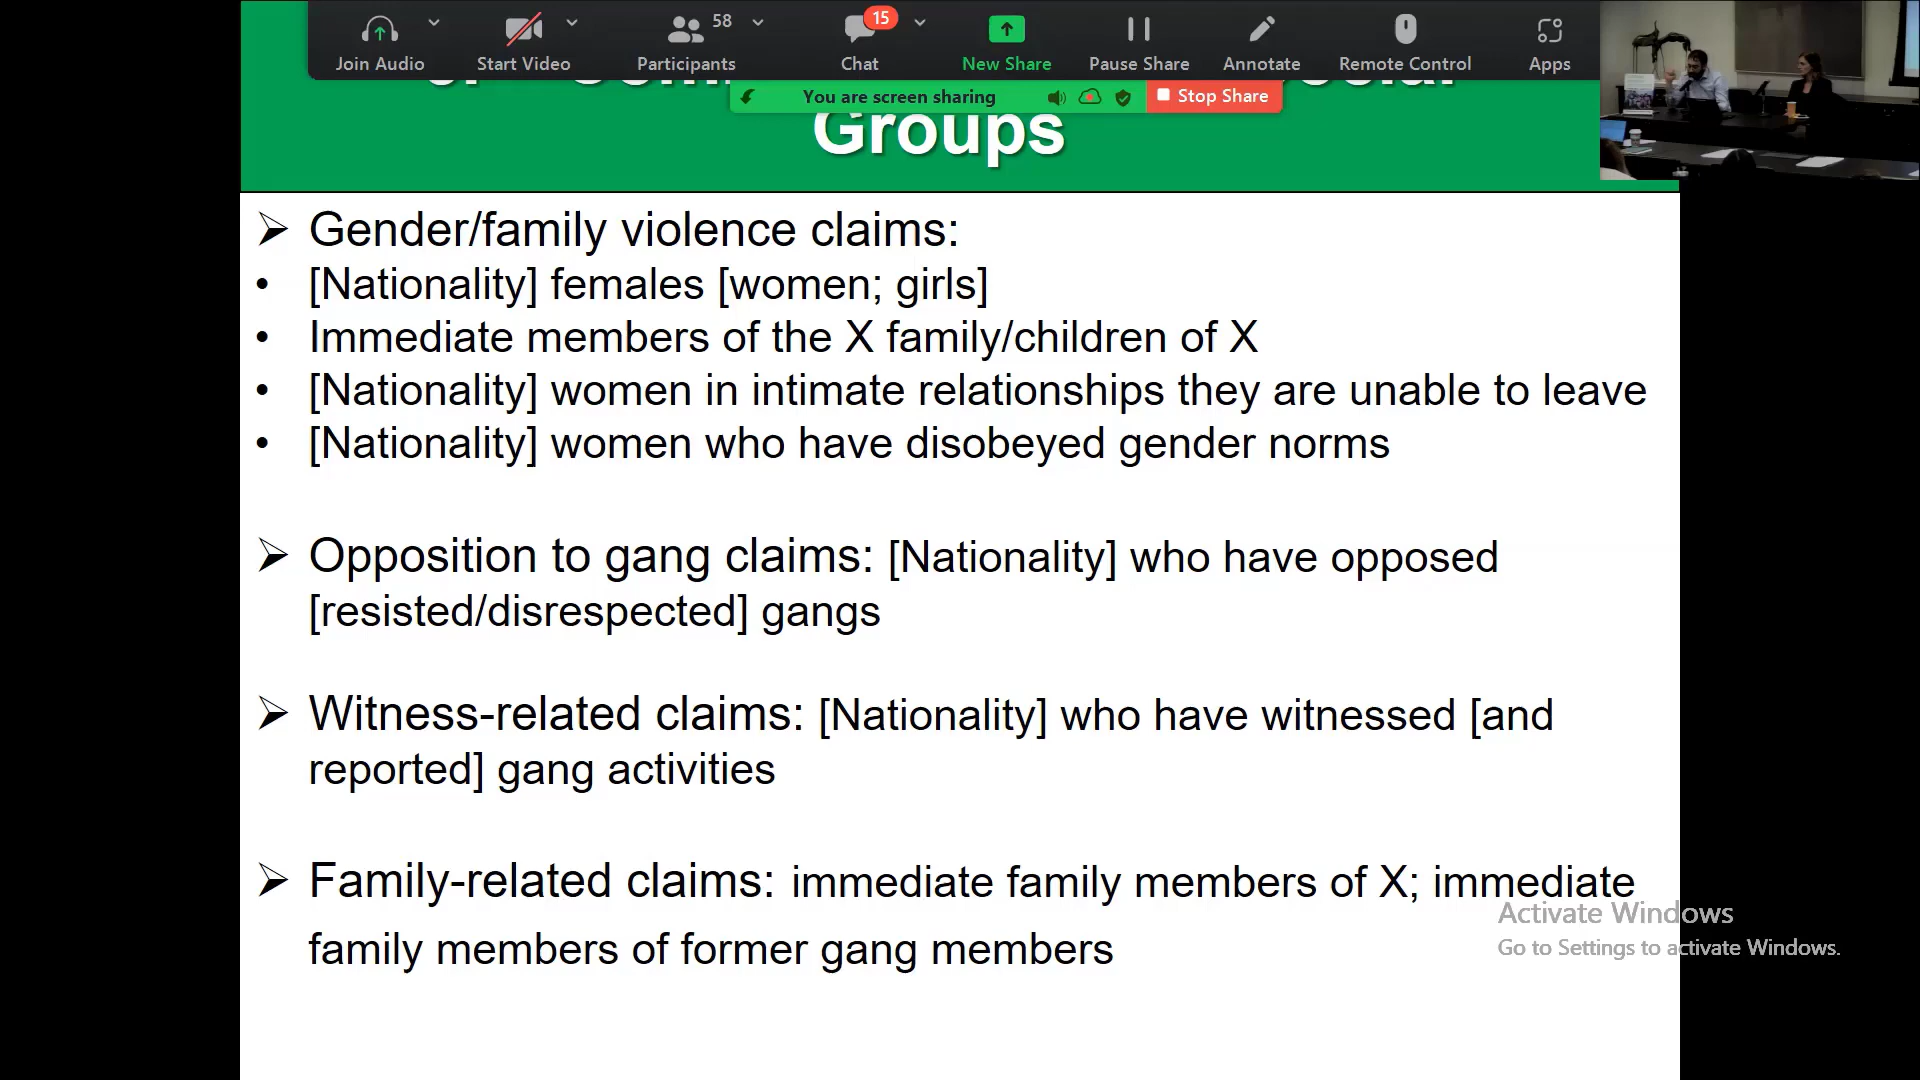 58
15
Join Audio
Start Video
Participants
Chat
New Share
Pause Share
Annotate
Remote Control
Apps
You are screen sharing
Stop Share
Groups
➢ Gender/family violence claims:
• [Nationality] females [women; girls]
• Immediate members of the X family/children of X
• [Nationality] women in intimate relationships they are unable to leave
• [Nationality] women who have disobeyed gender norms
➢ Opposition to gang claims: [Nationality] who have opposed
[resisted/disrespected] gangs
➢ Witness-related claims: [Nationality] who have witnessed [and
reported] gang activities
➢ Family-related claims: immediate family members of X; immediate
family members of former gang members
Activate Windows
Go to Settings to activate Windows.